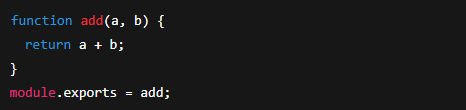 function add(a, b) {
  return a + b;
}
module.exports = add;